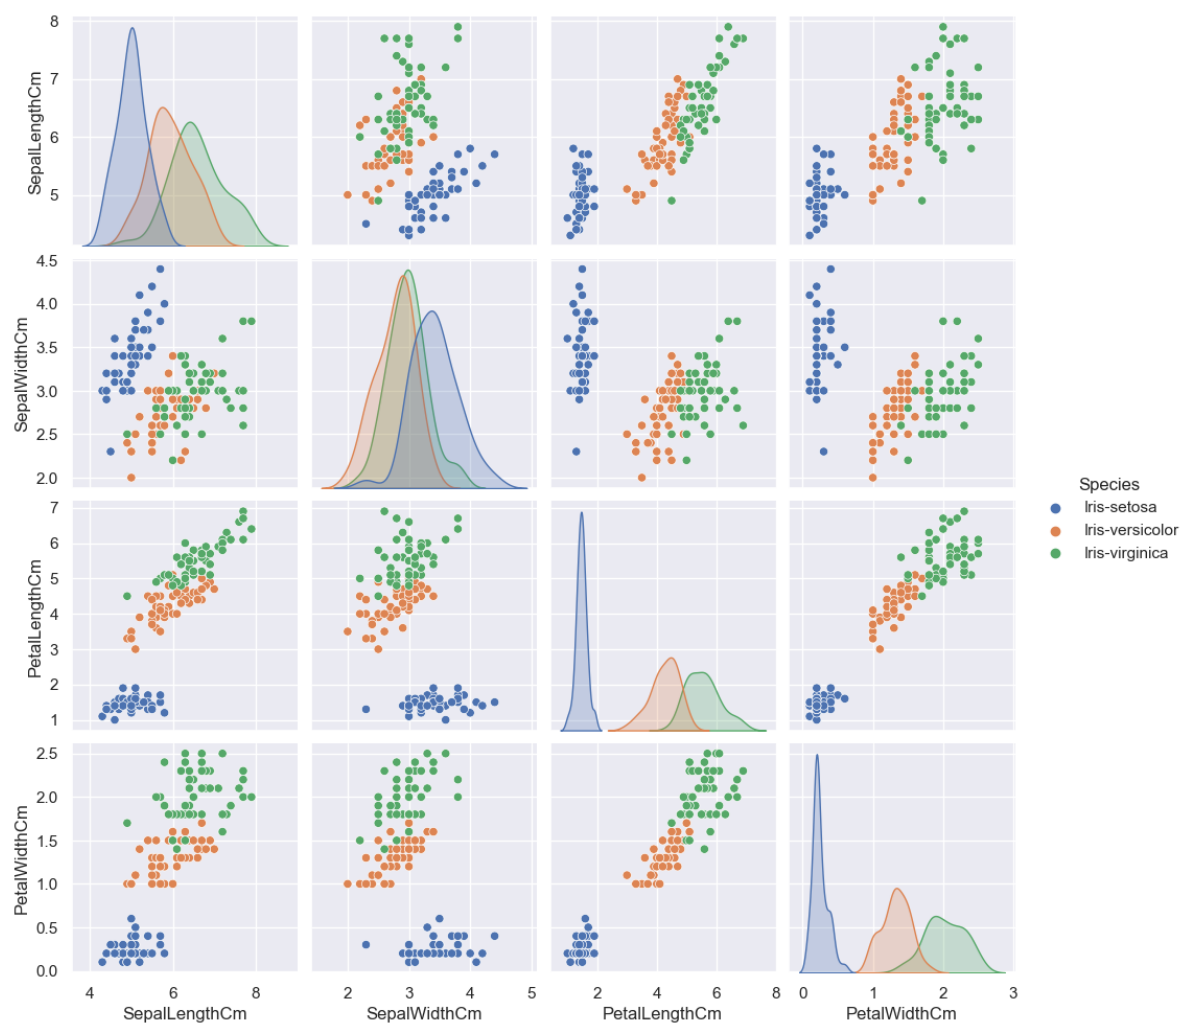 8
7
6
5
SepalLengthCm
4.5
4.0
3.5
3.0
2.5
2.0
SepalWidthCm
7
6
5
4
3
2
1
PetalLengthCm
2.5
2.0
1.5
1.0
0.5
0.0
PetalWidthCm
4 6 8
SepalLengthCm
2 3 4 5
SepalWidthCm
2 4 6 8
PetalLengthCm
0 1 2 3
PetalWidthCm
Species
Iris-setosa
Iris-versicolor
Iris-virginica